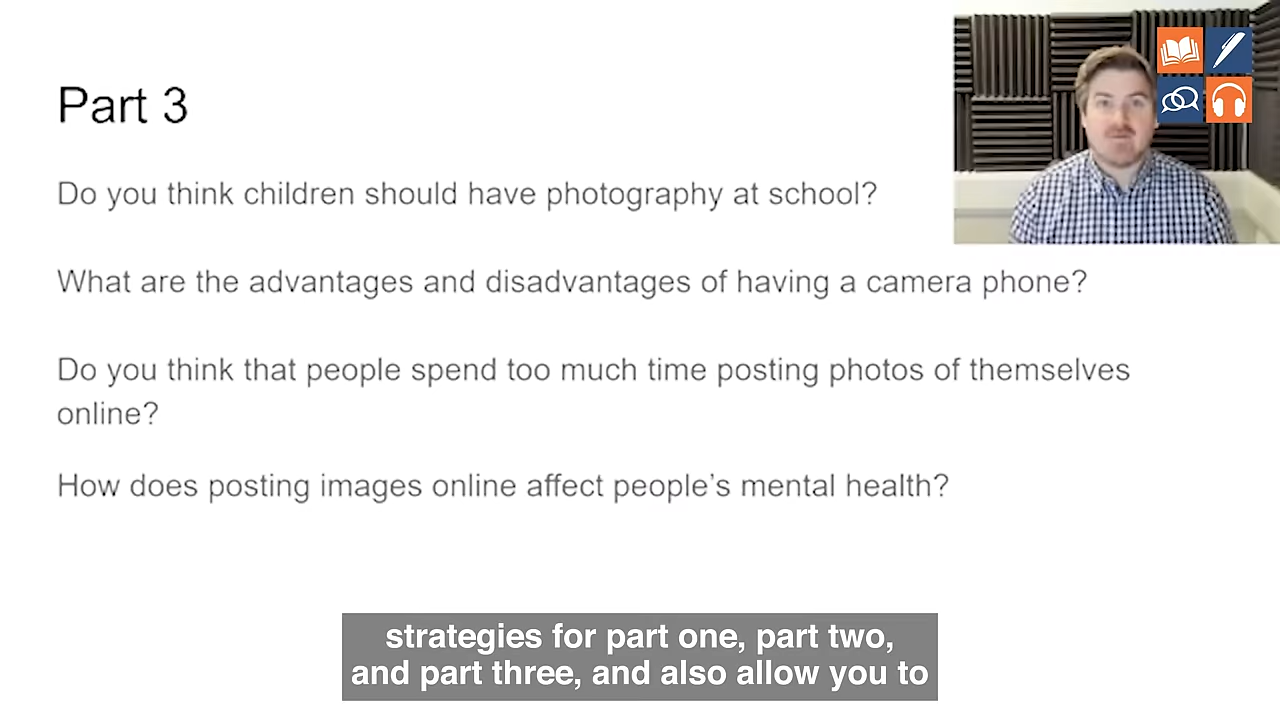 Part 3
Do you think children should have photography at school?
What are the advantages and disadvantages of having a camera phone?
Do you think that people spend too much time posting photos of themselves
online?
How does posting images online affect people’s mental health?
strategies for part one, part two,
and part three, and also allow you to